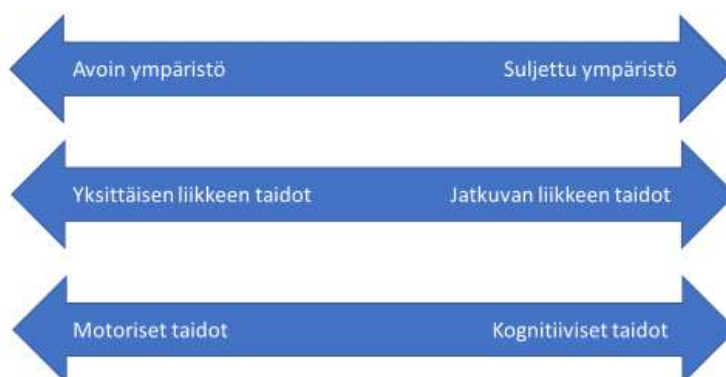 Avoin ympäristö Suljettu ympäristö
Yksittäisen liikkeen taidot Jatkuvan liikkeen taidot
Motoriset taidot Kognitiiviset taidot